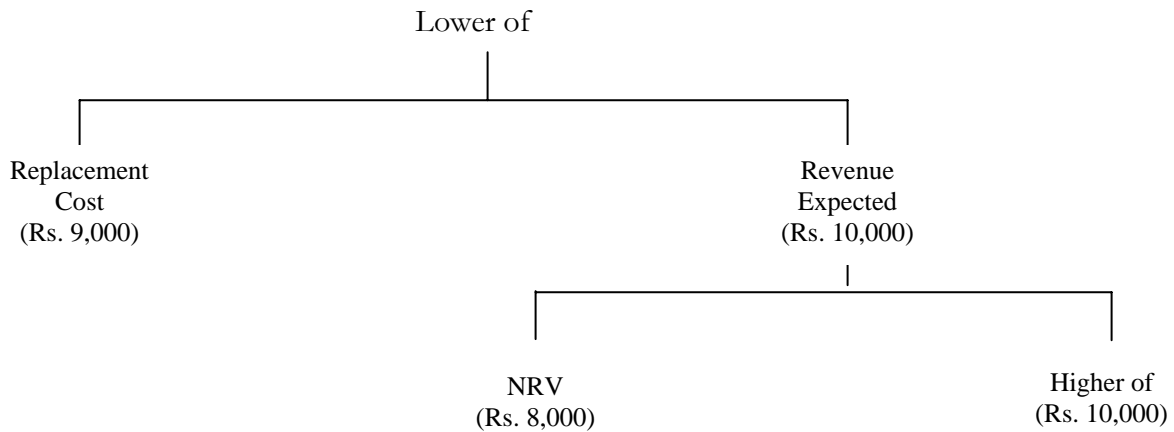 Lower of
Replacement
Cost
(Rs. 9,000)
Revenue
Expected
(Rs. 10,000)
NRV
(Rs. 8,000)
Higher of
(Rs. 10,000)